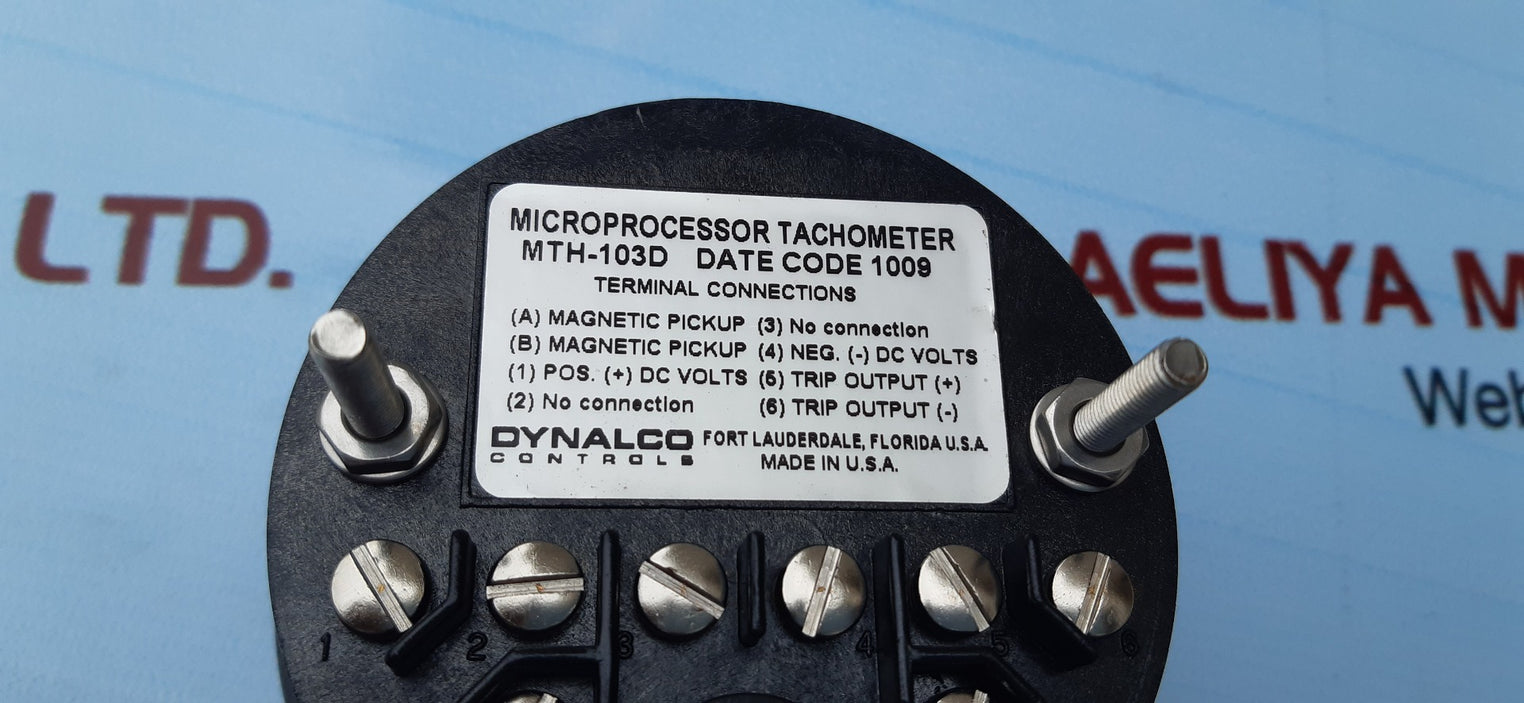 LTD.
AELIYA M
Web
MICROPROCESSOR TACHOMETER
MTH-103D DATE CODE 1009
TERMINAL CONNECTIONS
(A) MAGNETIC PICKUP (3) No connection
(B) MAGNETIC PICKUP (4) NEG. (-) DC VOLTS
(1) POS. (+) DC VOLTS (5) TRIP OUTPUT (+)
(2) No connection (6) TRIP OUTPUT (-)
DYNALCO CONTROLS FORT LAUDERDALE, FLORIDA U.S.A.
MADE IN U.S.A.
1 2 3 4 5 6